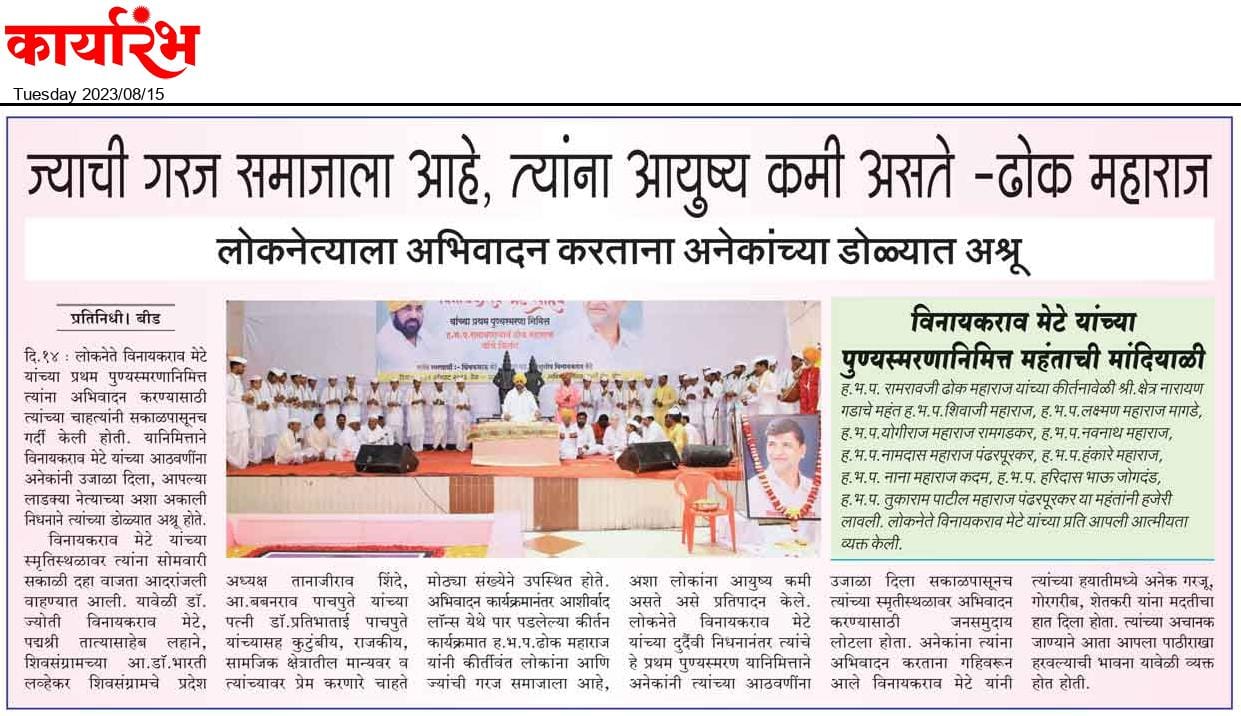 कार्यारंभ
Tuesday 2023/08/15
ज्याची गरज समाजाला आहे, त्यांना आयुष्य कमी असते -ढोक महाराज
लोकनेत्याला अभिवादन करताना अनेकांच्या डोळ्यात अश्रू
प्रतिनिधी। बीड
दि.१४ : लोकनेते विनायकराव मेटे
यांच्या प्रथम पुण्यस्मरणानिमित्त
त्यांना अभिवादन करण्यासाठी
त्यांच्या चाहत्यांनी सकाळपासूनच
गर्दी केली होती. यानिमित्ताने
विनायकराव मेटे यांच्या आठवणींना
अनेकांनी उजाळा दिला, आपल्या
लाडक्या नेत्याच्या अशा अकाली
निधनाने त्यांच्या डोळ्यात अश्रू होते.
विनायकराव मेटे यांच्या
स्मृतिस्थळावर त्यांना सोमवारी
सकाळी दहा वाजता आदरांजली
वाहण्यात आली. यावेळी डॉ.
ज्योती विनायकराव मेटे,
पद्मश्री तात्यासाहेब लहाने,
शिवसंग्रामच्या आ.डॉ.भारती
लव्हेकर शिवसंग्रामचे प्रदेश
यांच्या प्रथम पुण्यस्मरणा निमित्त
अध्यक्ष तानाजीराव शिंदे,
आ.बबनराव पाचपुते यांच्या
पत्नी डॉ.प्रतिभाताई पाचपुते
यांच्यासह कुटुंबीय, राजकीय,
सामजिक क्षेत्रातील मान्यवर व
त्यांच्यावर प्रेम करणारे चाहते
मोठ्या संख्येने उपस्थित होते.
अभिवादन कार्यक्रमानंतर आशीर्वाद
लॉन्स येथे पार पडलेल्या कीर्तन
कार्यक्रमात ह.भ.प.ढोक महाराज
यांनी कीर्तीवंत लोकांना आणि
ज्यांची गरज समाजाला आहे,
अशा लोकांना आयुष्य कमी
असते असे प्रतिपादन केले.
लोकनेते विनायकराव मेटे
यांच्या दुर्दैवी निधनानंतर त्यांचे
हे प्रथम पुण्यस्मरण यानिमित्ताने
अनेकांनी त्यांच्या आठवणींना
विनायकराव मेटे यांच्या
पुण्यस्मरणानिमित्त महंताची मांदियाळी
ह.भ.प. रामरावजी ढोक महाराज यांच्या कीर्तनावेळी श्री.क्षेत्र नारायण
गडाचे महंत ह.भ.प.शिवाजी महाराज, ह.भ.प.लक्ष्मण महाराज मागडे,
ह.भ.प.योगीराज महाराज रामगडकर, ह.भ.प.नवनाथ महाराज,
ह.भ.प.नामदास महाराज पंढरपूरकर, ह.भ.प.हंकारे महाराज,
ह.भ.प. नाना महाराज कदम, ह.भ.प. हरिदास भाऊ जोगदंड,
ह.भ.प. तुकाराम पाटील महाराज पंढरपूरकर या महंतांनी हजेरी
लावली. लोकनेते विनायकराव मेटे यांच्या प्रति आपली आत्मीयता
व्यक्त केली.
उजाळा दिला सकाळपासूनच
त्यांच्या स्मृतीस्थळावर अभिवादन
करण्यासाठी जनसमुदाय
लोटला होता. अनेकांना त्यांना
अभिवादन करताना गहिवरून
आले विनायकराव मेटे यांनी
त्यांच्या हयातीमध्ये अनेक गरजू,
गोरगरीब, शेतकरी यांना मदतीचा
हात दिला होता. त्यांच्या अचानक
जाण्याने आता आपला पाठीराखा
हरवल्याची भावना यावेळी व्यक्त
होत होती.